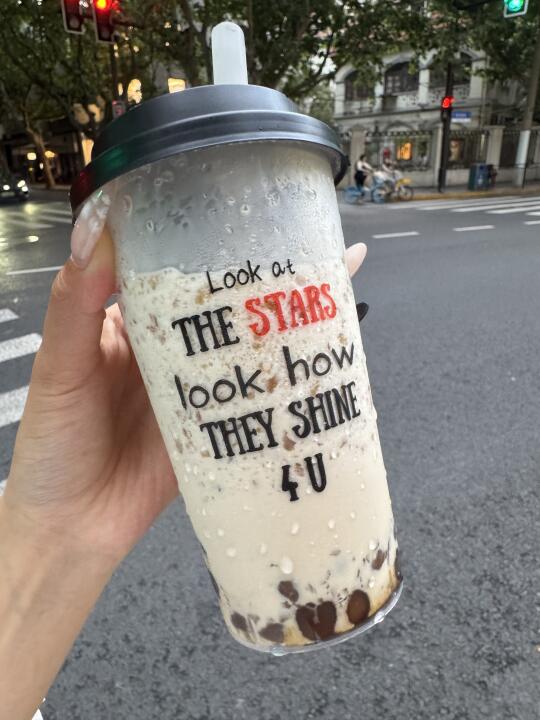 Look at
THE STARS
look how
THEY SHINE
4 U